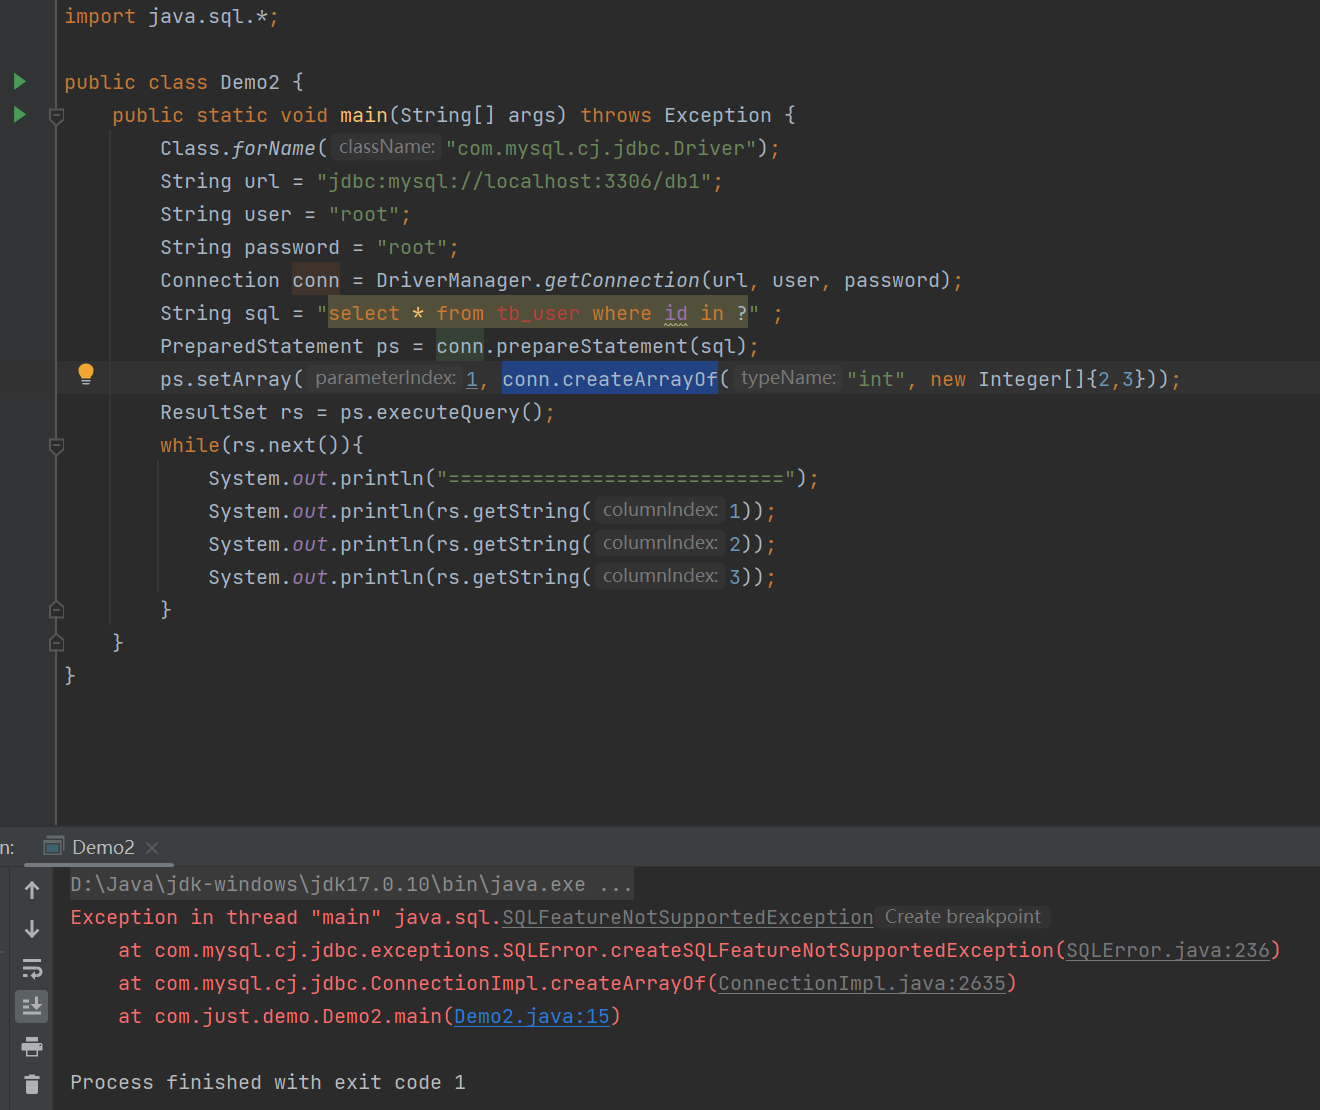 import java.sql.*;
public class Demo2 {
public static void main(String[] args) throws Exception {
Class.forName( className: "com.mysql.cj.jdbc.Driver");
String url = "jdbc:mysql://localhost:3306/db1";
String user = "root";
String password = "root";
Connection conn = DriverManager.getConnection(url, user, password);
String sql = "select * from tb_user where id in ?" ;
PreparedStatement ps = conn.prepareStatement(sql);
ps.setArray( parameterIndex: 1, conn.createArrayOf( typeName: "int", new Integer[]{2,3}));
ResultSet rs = ps.executeQuery();
while(rs.next()){
System.out.println("============================");
System.out.println(rs.getString( columnIndex: 1));
System.out.println(rs.getString( columnIndex: 2));
System.out.println(rs.getString( columnIndex: 3));
}
}
}
n: Demo2 ×
D:\Java\jdk-windows\jdk17.0.10\bin\java.exe ...
Exception in thread "main" java.sql.SQLFeatureNotSupportedException Create breakpoint
at com.mysql.cj.jdbc.exceptions.SQLError.createSQLFeatureNotSupportedException(SQLError.java:236)
at com.mysql.cj.jdbc.ConnectionImpl.createArrayOf(ConnectionImpl.java:2635)
at com.just.demo.Demo2.main(Demo2.java:15)
Process finished with exit code 1